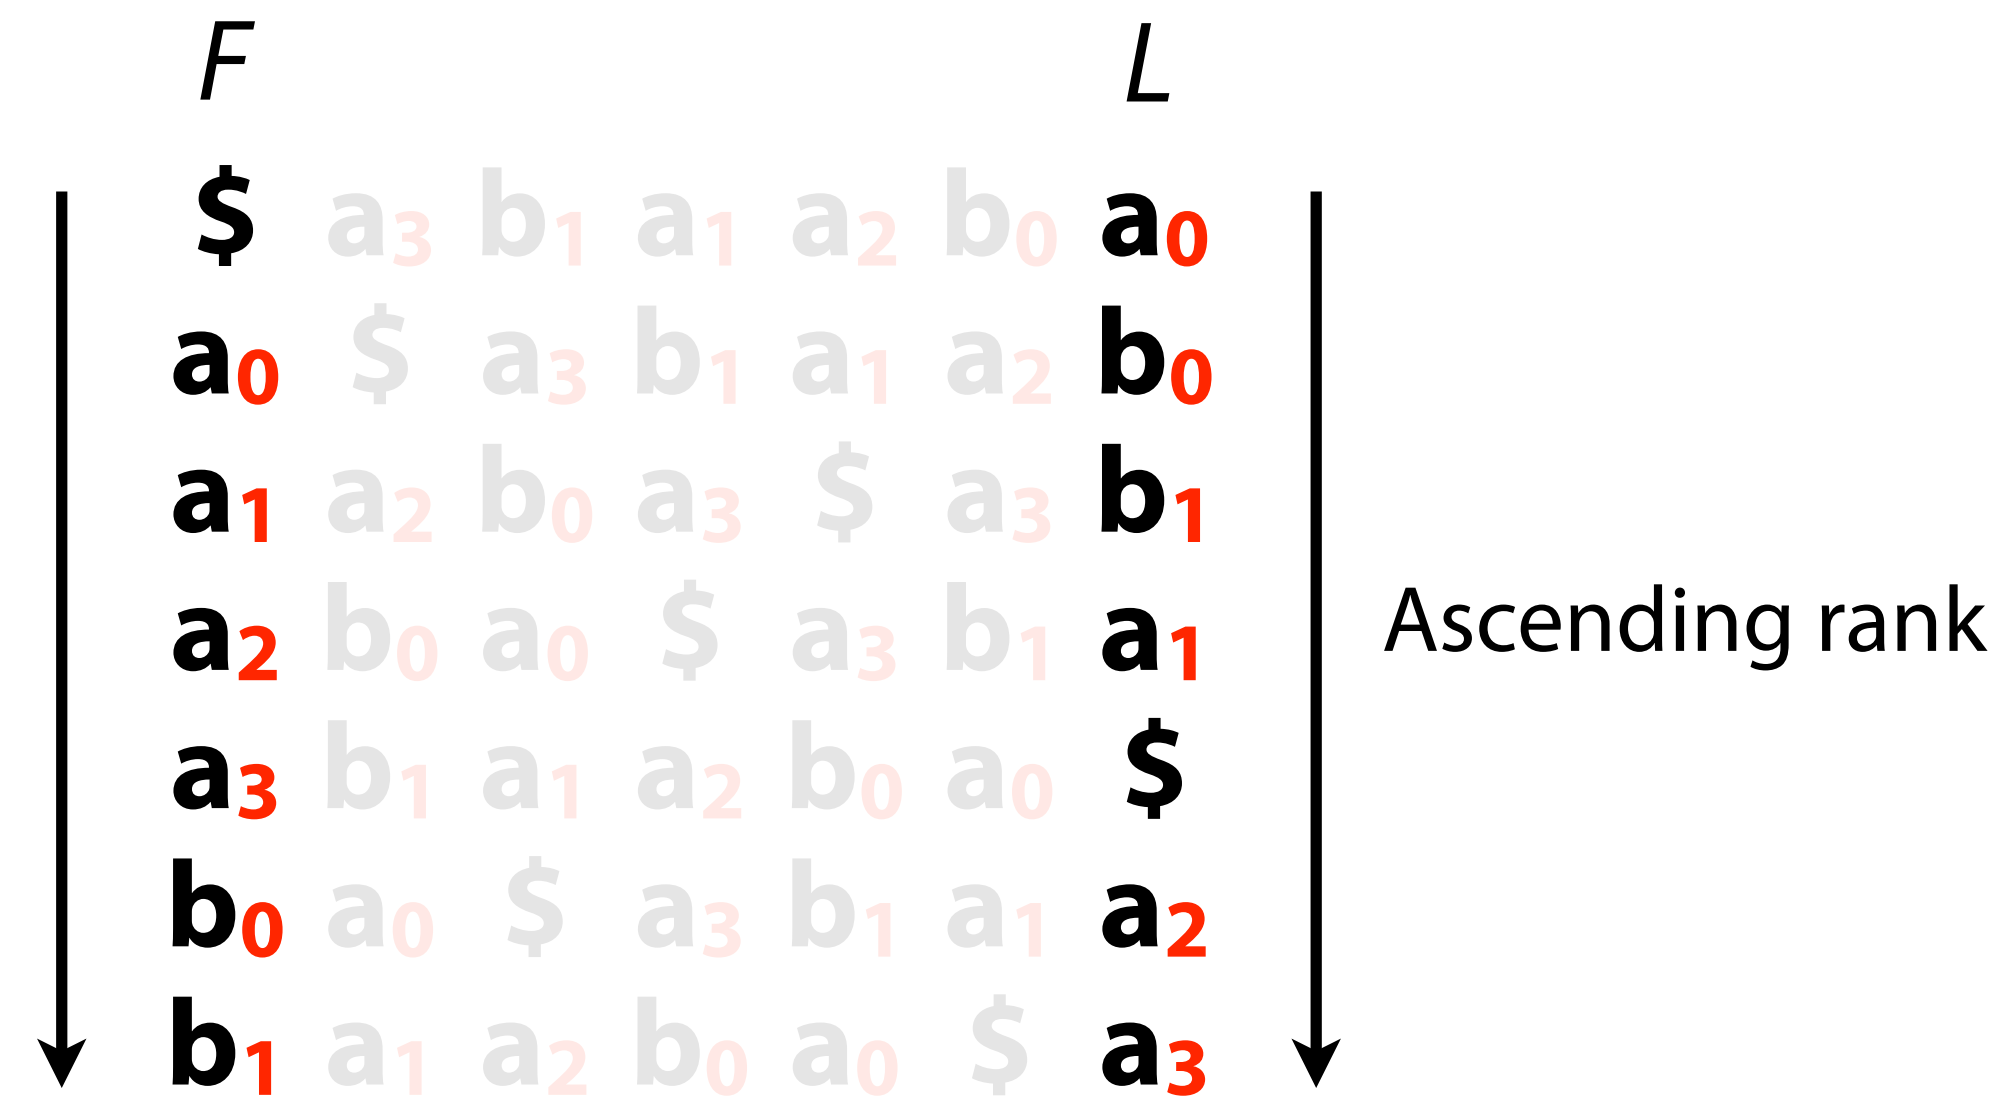 F L
$ a3 b1 a1 a2 b0 a0
a0 $ a3 b1 a1 a2 b0
a1 a2 b0 a3 $ a3 b1
a2 b0 a0 $ a3 b1 a1
Ascending rank
a3 b1 a1 a2 b0 a0 $
b0 a0 $ a3 b1 a1 a2
b1 a1 a2 b0 a0 $ a3